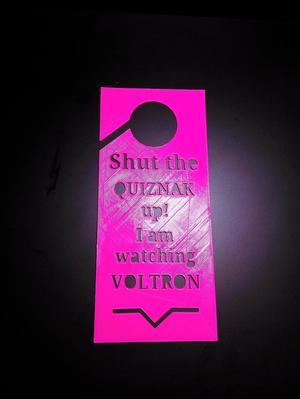 Shut the
QUIZNAK
up!
I am
watching
VOLTRON